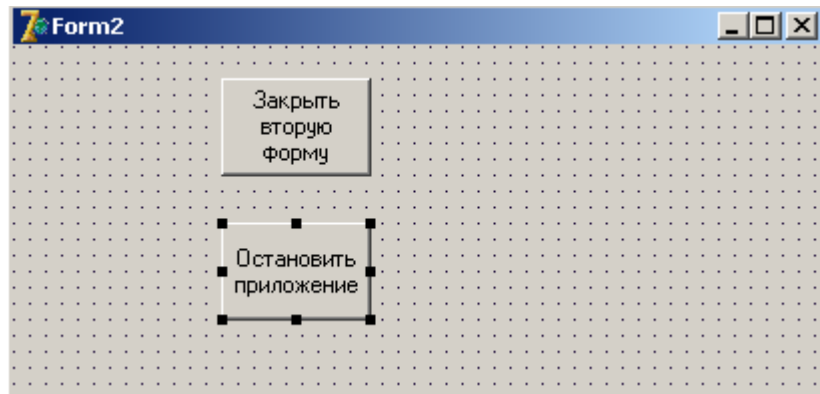 Form2
Закрыть
вторую
форму
Остановить
приложение